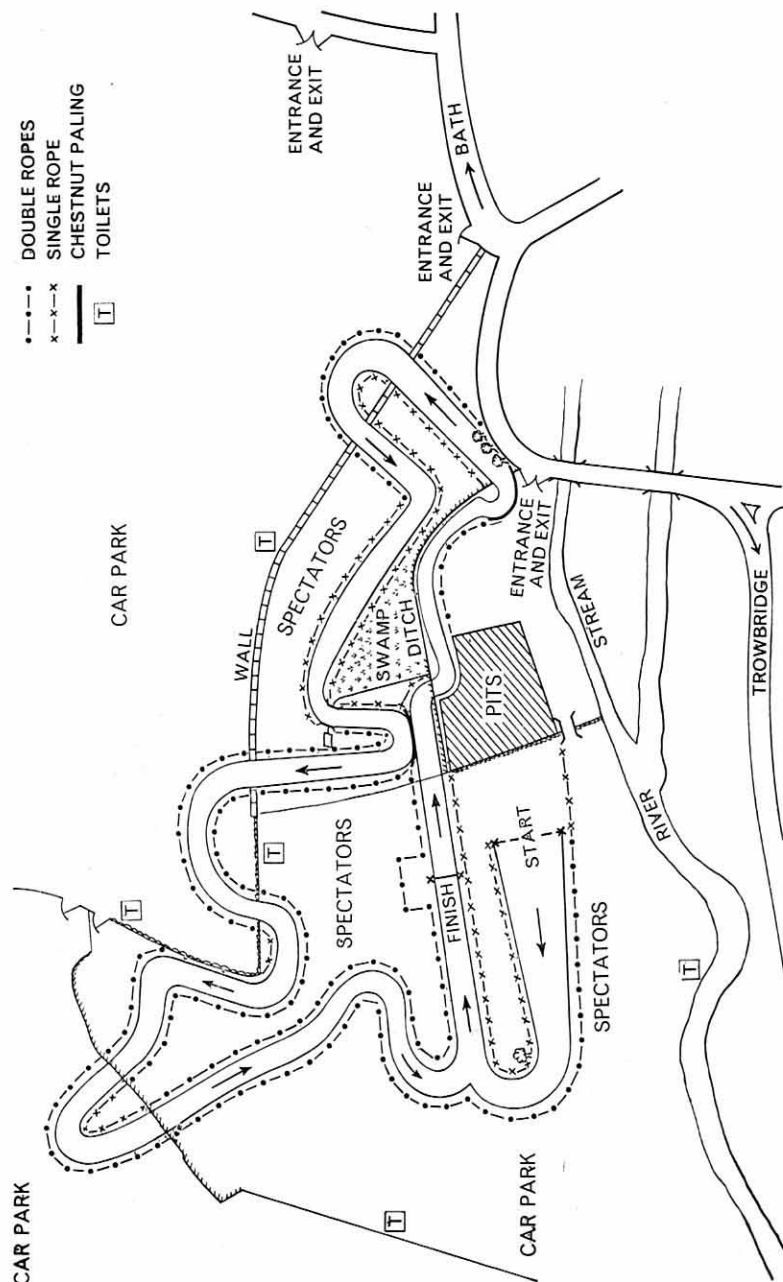 DOUBLE ROPES
SINGLE ROPE
CHESTNUT PALING
T TOILETS
ENTRANCE
AND EXIT
BATH
ENTRANCE
AND EXIT
CAR PARK
T
WALL
SPECTATORS
SWAMP
DITCH
ENTRANCE
AND EXIT
STREAM
PITS
T
T
SPECTATORS
FINISH
START
RIVER
TROWBRIDGE
SPECTATORS
T
CAR PARK
T
CAR PARK